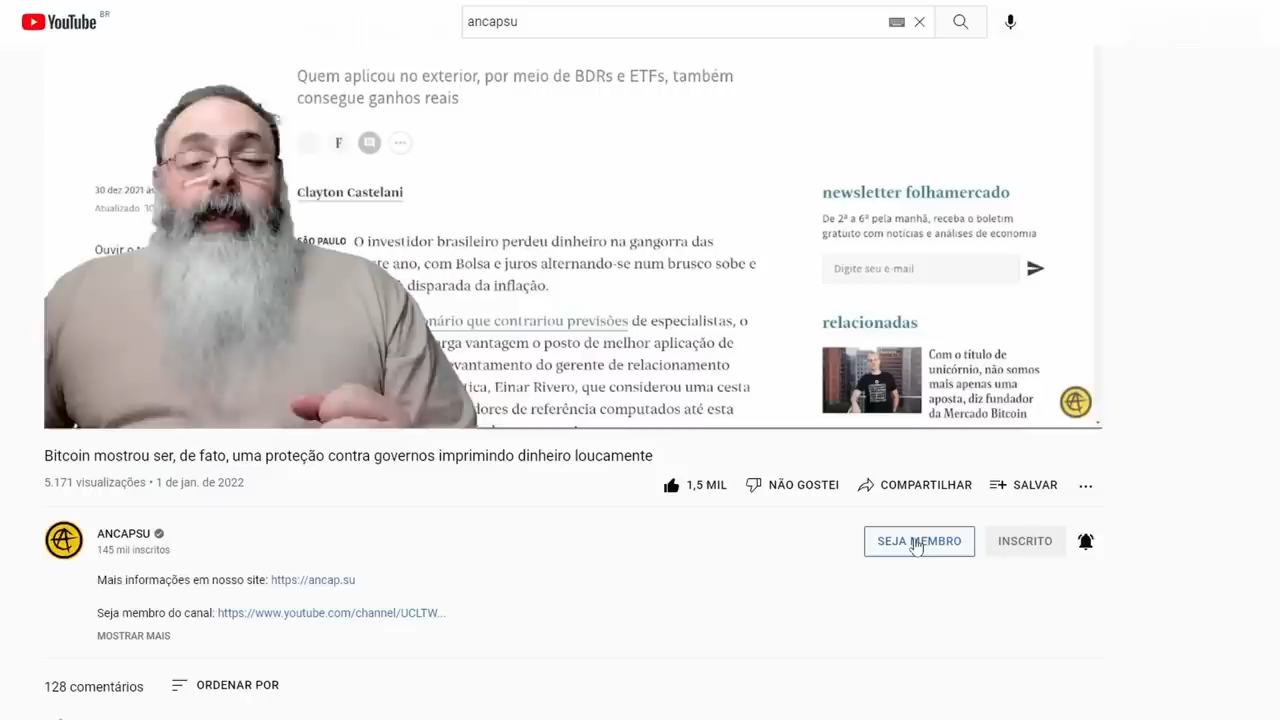 YouTube BR
ancapsu
Quem aplicou no exterior, por meio de BDRs e ETFs, também
consegue ganhos reais
F
30 dez 2021 às
Clayton Castelani
Atualizado 30
Ouvir o
SÃO PAULO O investidor brasileiro perdeu dinheiro na gangorra das
te ano, com Bolsa e juros alternando-se num brusco sobe e
disparada da inflação.
nário que contrariou previsões de especialistas, o
rga vantagem o posto de melhor aplicação de
vantamento do gerente de relacionamento
tica, Einar Rivero, que considerou uma cesta
dores de referência computados até esta
newsletter folhamercado
De 2ª a 6ª pela manhã, receba o boletim
gratuito com notícias e análises de economia
Digite seu e-mail
relacionadas
Com o título de
unicórnio, não somos
mais apenas uma
aposta, diz fundador
da Mercado Bitcoin
Bitcoin mostrou ser, de fato, uma proteção contra governos imprimindo dinheiro loucamente
5.171 visualizações • 1 de jan. de 2022
1,5 MIL NÃO GOSTEI COMPARTILHAR SALVAR ...
ANCAPSU
145 mil inscritos
SEJA MEMBRO INSCRITO
Mais informações em nosso site: https://ancap.su
Seja membro do canal: https://www.youtube.com/channel/UCLTW...
MOSTRAR MAIS
128 comentários ORDENAR POR